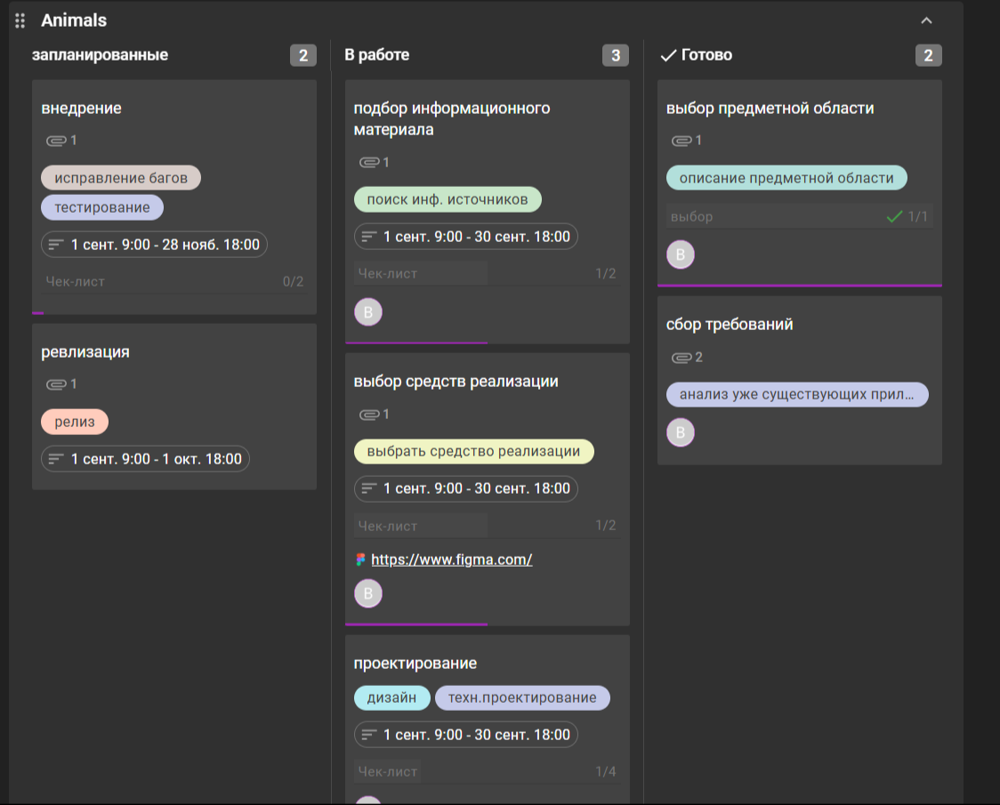 Animals
запланированные
2
внедрение
1
исправление багов
тестирование
1 сент. 9:00 - 28 нояб. 18:00
Чек-лист
0/2
ревлизация
1
релиз
1 сент. 9:00 - 1 окт. 18:00
В работе
3
подбор информационного
материала
1
поиск инф. источников
1 сент. 9:00 - 30 сент. 18:00
Чек-лист
1/2
В
выбор средств реализации
1
выбрать средство реализации
1 сент. 9:00 - 30 сент. 18:00
Чек-лист
1/2
https://www.figma.com/
В
проектирование
дизайн
техн.проектирование
1 сент. 9:00 - 30 сент. 18:00
Чек-лист
1/4
Готово
2
выбор предметной области
1
описание предметной области
выбор
1/1
В
сбор требований
2
анализ уже существующих прил...
В